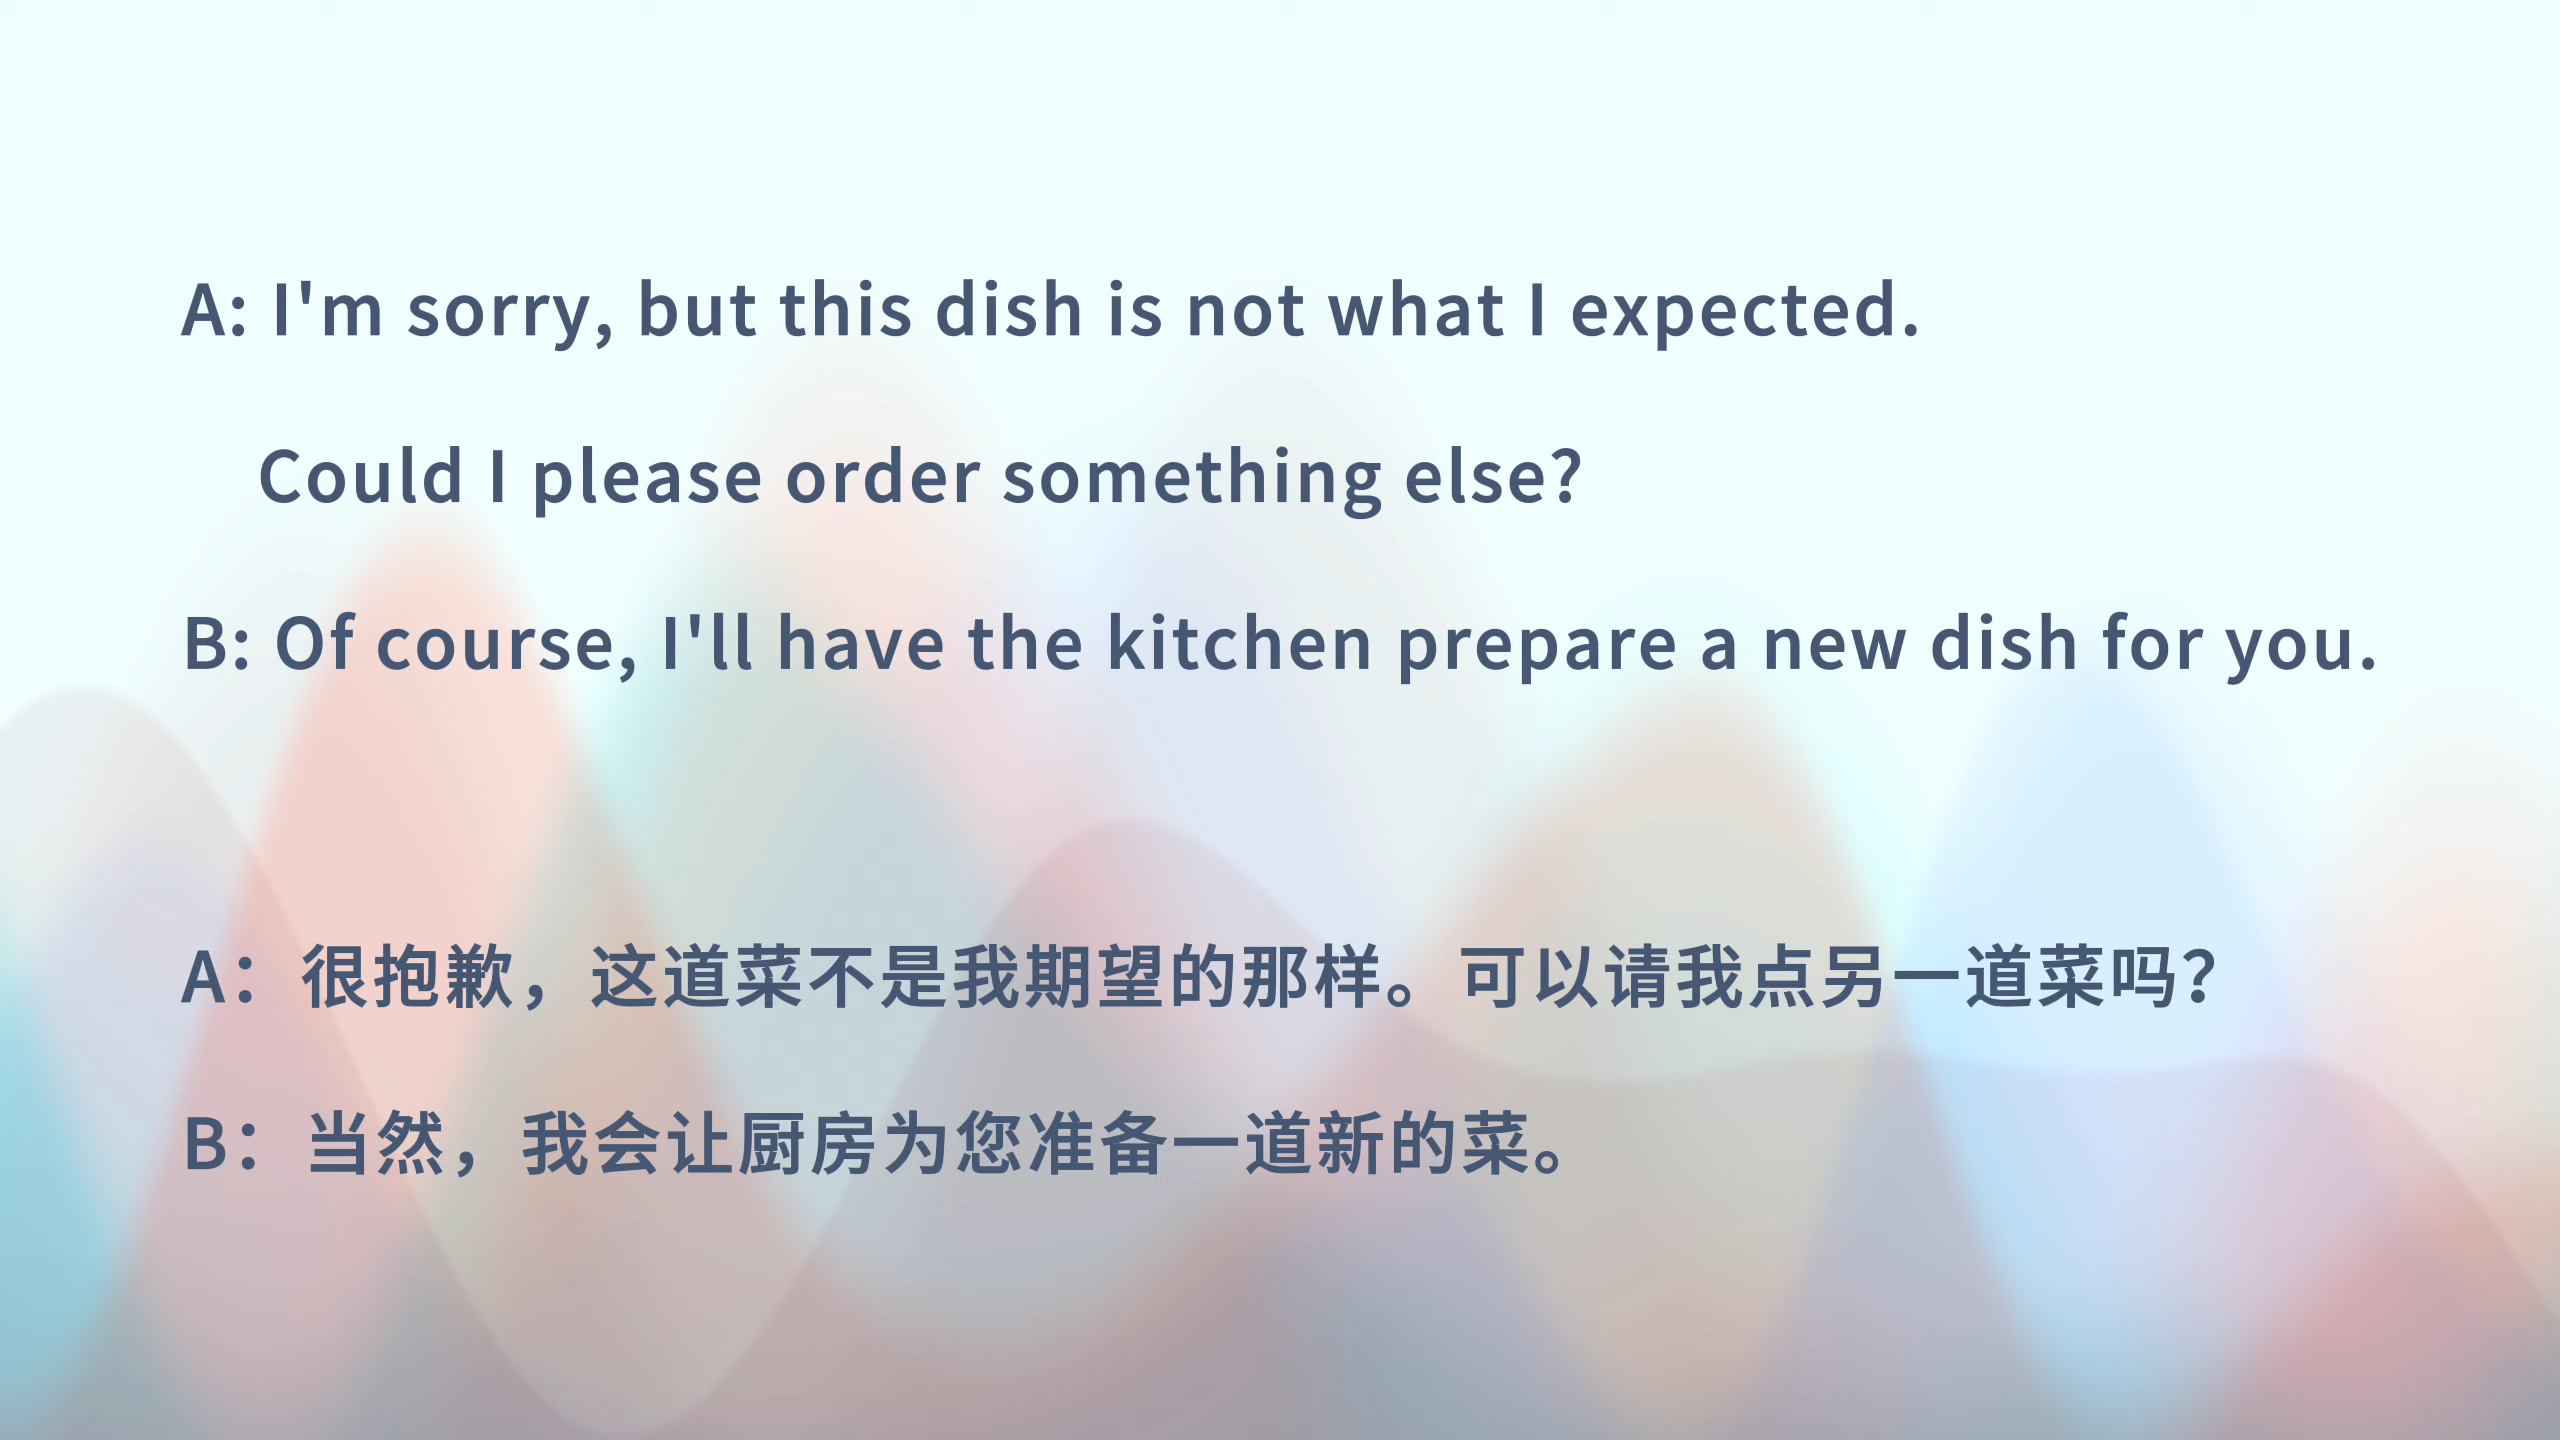 A: I'm sorry, but this dish is not what I expected.
Could I please order something else?
B: Of course, I'll have the kitchen prepare a new dish for you.
A：很抱歉，这道菜不是我期望的那样。可以请我点另一道菜吗？
B：当然，我会让厨房为您准备一道新的菜。